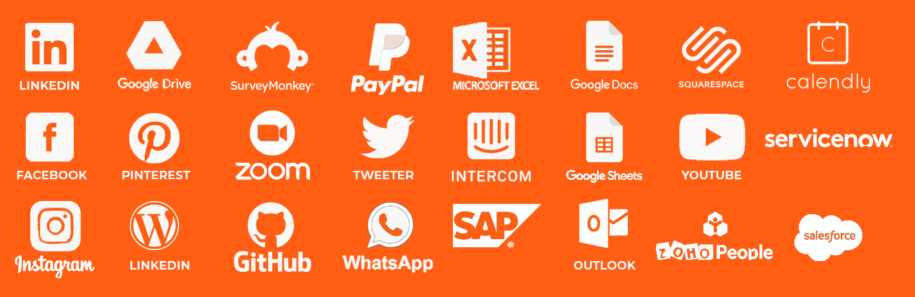 in
LINKEDIN
Google Drive
SurveyMonkey
PayPal
X
MICROSOFT EXCEL
Google Docs
SQUARESPACE
C
calendly
f
FACEBOOK
PINTEREST
zoom
TWEETER
INTERCOM
Google Sheets
YOUTUBE
servicenow
Instagram
W
LINKEDIN
GitHub
WhatsApp
SAP
®
O
OUTLOOK
ZOHO People
salesforce